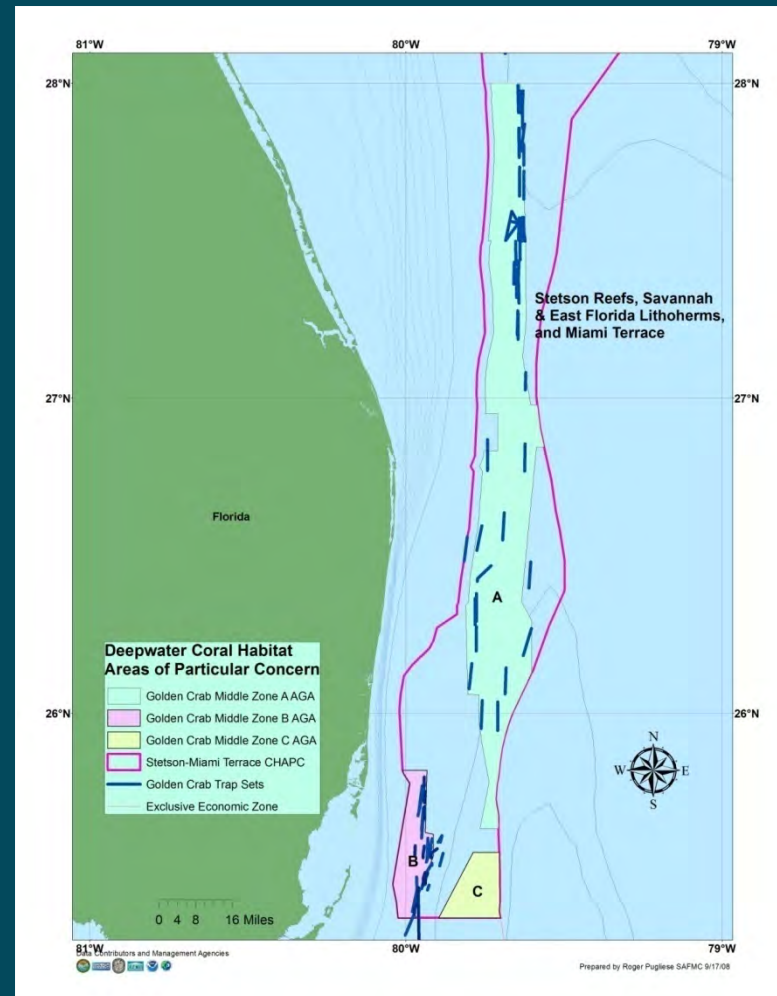 81°W 80°W 79°W
28°N 28°N
Stetson Reefs, Savannah
& East Florida Lithoherms,
and Miami Terrace
27°N 27°N
Florida
A
Deepwater Coral Habitat
Areas of Particular Concern
Golden Crab Middle Zone A AGA
Golden Crab Middle Zone B AGA
Golden Crab Middle Zone C AGA
Stetson-Miami Terrace CHAPC
Golden Crab Trap Sets
Exclusive Economic Zone
26°N 26°N
N
W E
S
B
C
0 4 8 16 Miles
81°W 80°W 79°W
Data Contributors and Management Agencies
Prepared by Roger Pugliese SAFMC 9/17/08